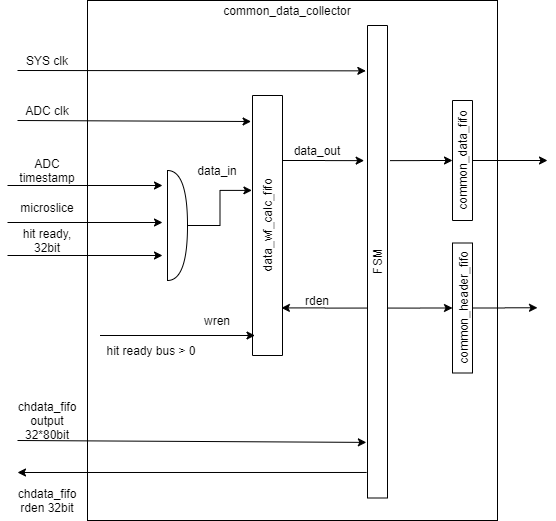 common_data_collector
SYS clk
ADC clk
ADC
timestamp
microslice
hit ready,
32bit
data_in
data_wf_calc_fifo
data_out
FSM
common_data_fifo
common_header_fifo
rden
wren
hit ready bus > 0
chdata_fifo
output
32*80bit
chdata_fifo
rden 32bit